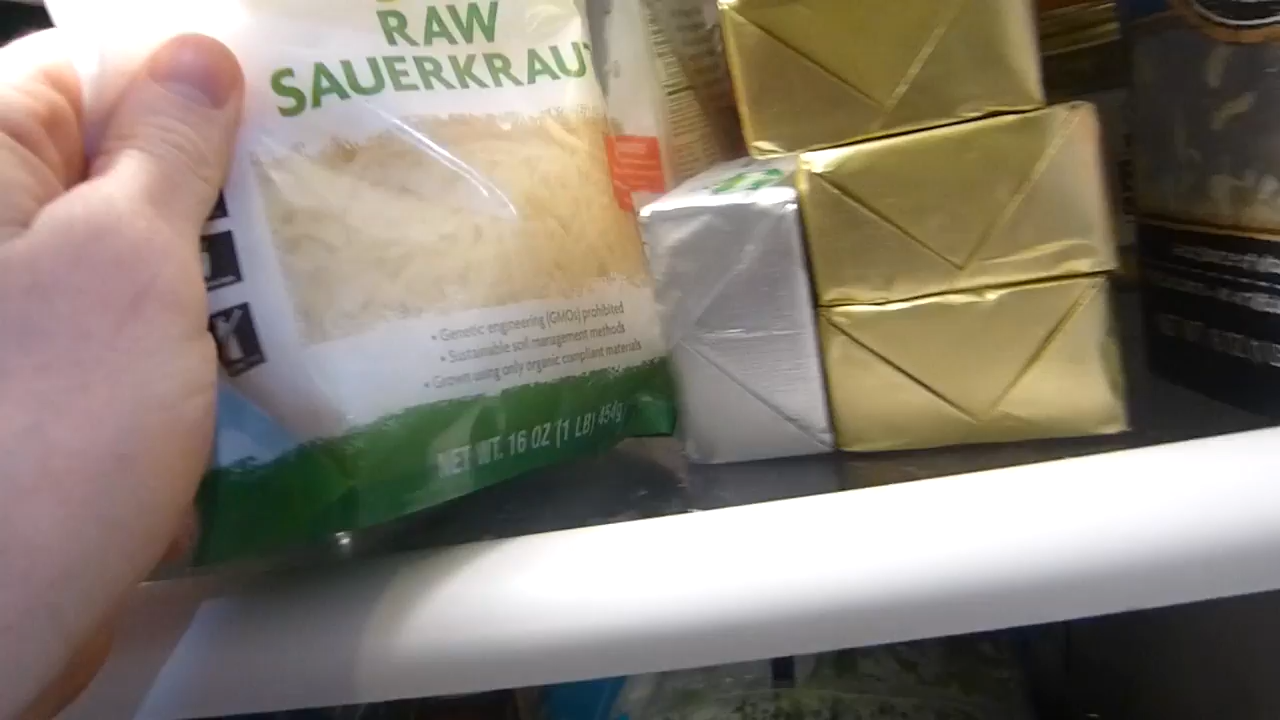 RAW
SAUERKRAU
• Genetic engineering (GMOs) prohibited
• Sustainable soil management methods
• Grown using only organic compliant materials
NET WT. 16 OZ (1 LB) 454g